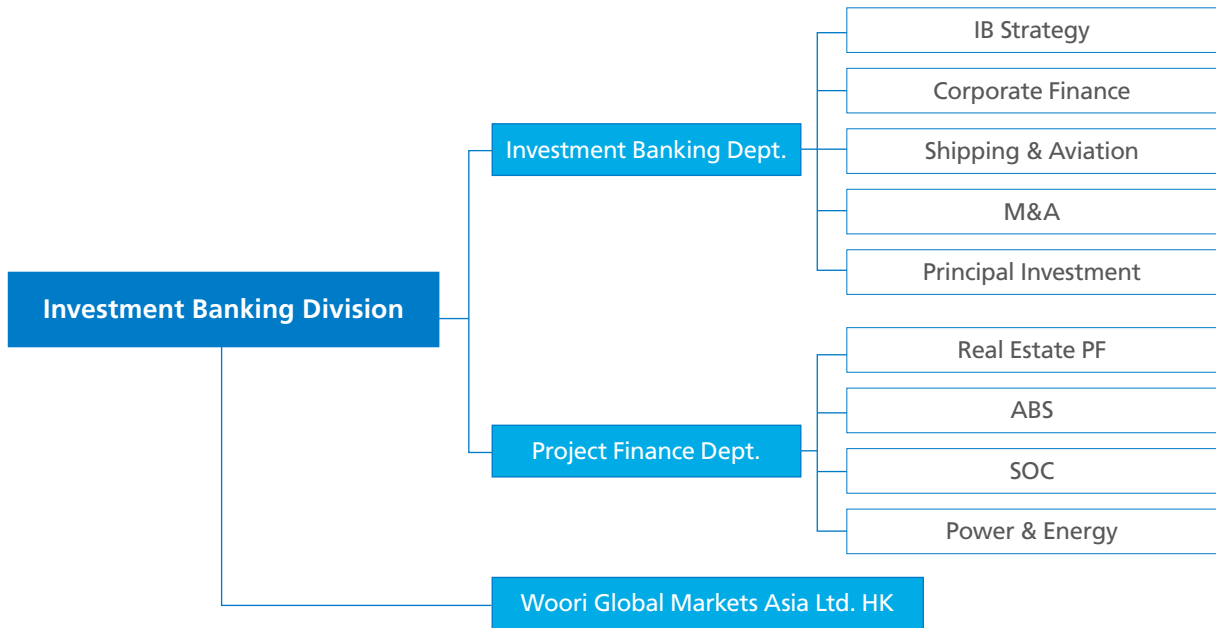 Investment Banking Division
Investment Banking Dept.
IB Strategy
Corporate Finance
Shipping & Aviation
M&A
Principal Investment
Project Finance Dept.
Real Estate PF
ABS
SOC
Power & Energy
Woori Global Markets Asia Ltd. HK